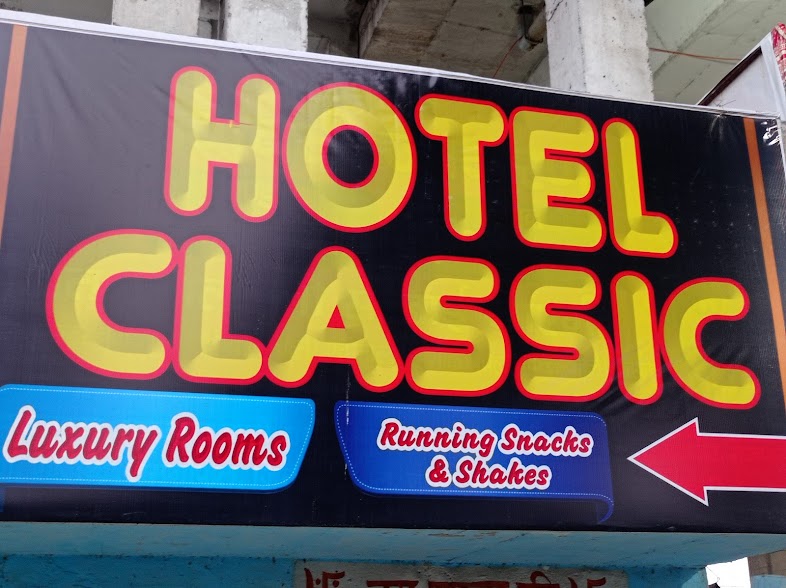 HOTEL
CLASSIC
Luxury Rooms
Running Snacks
& Shakes